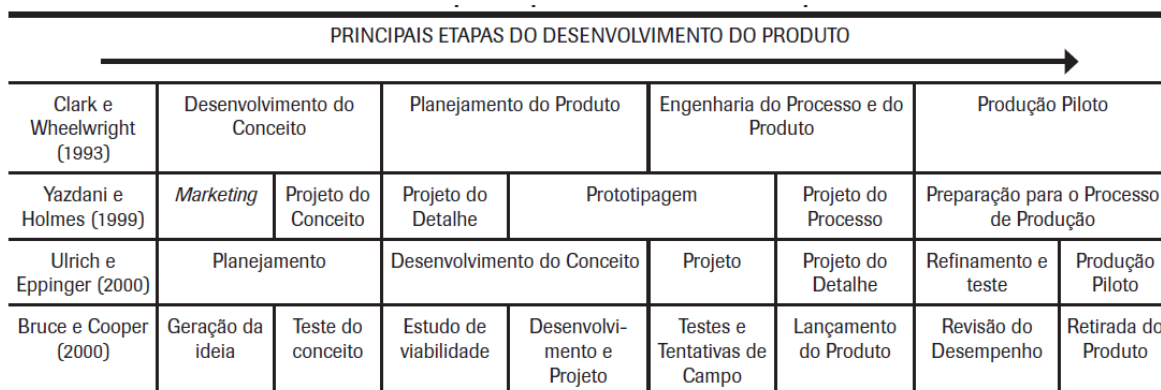 PRINCIPAIS ETAPAS DO DESENVOLVIMENTO DO PRODUTO
Clark e
Wheelwright
(1993)
Desenvolvimento do
Conceito
Planejamento do Produto
Engenharia do Processo e do
Produto
Produção Piloto
Yazdani e
Holmes (1999)
Marketing
Projeto do
Conceito
Projeto do
Detalhe
Prototipagem
Projeto do
Processo
Preparação para o Processo
de Produção
Ulrich e
Eppinger (2000)
Planejamento
Desenvolvimento do Conceito
Projeto
Projeto do
Detalhe
Refinamento e
teste
Produção
Piloto
Bruce e Cooper
(2000)
Geração da
ideia
Teste do
conceito
Estudo de
viabilidade
Desenvolvi-
mento e
Projeto
Testes e
Tentativas de
Campo
Lançamento
do Produto
Revisão do
Desempenho
Retirada do
Produto